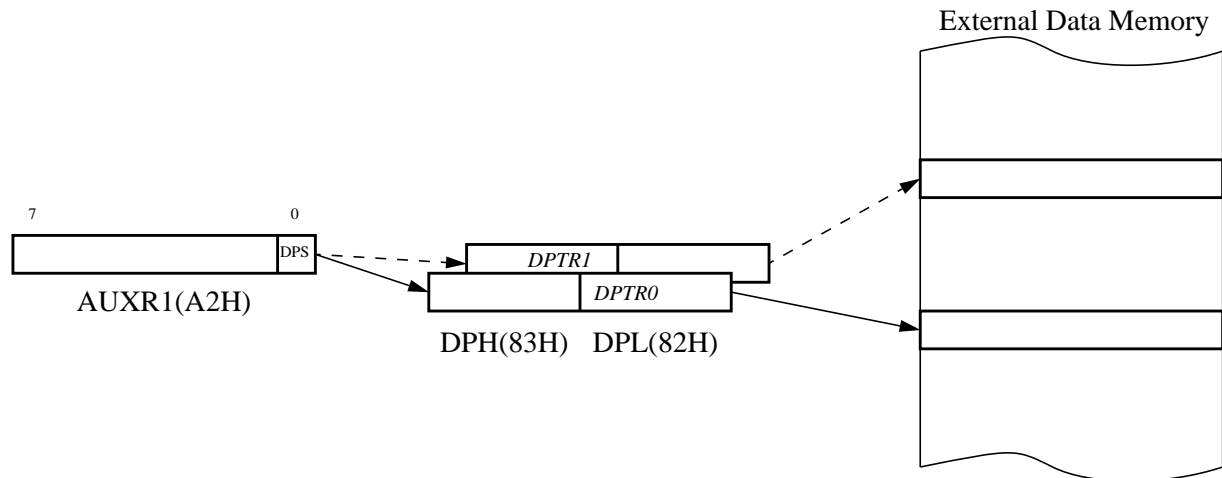 External Data Memory
7 0
DPS
DPTR1
DPTR0
AUXR1(A2H)
DPH(83H) DPL(82H)